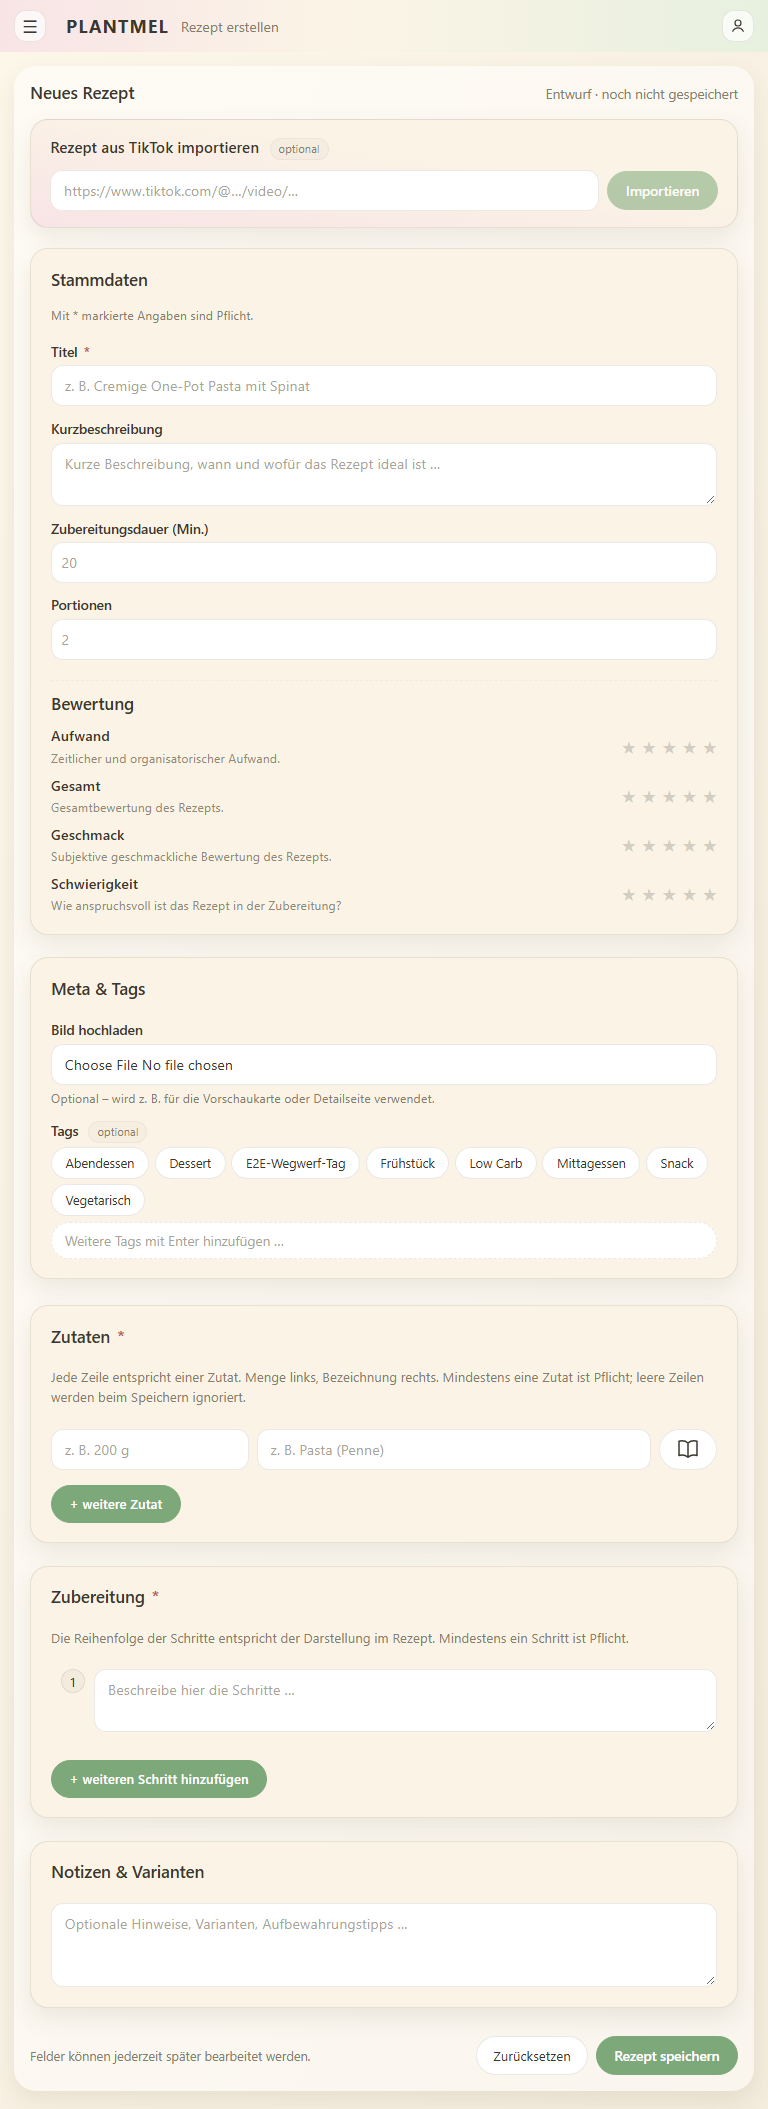 PLANTMEL Rezept erstellen
Neues Rezept
Entwurf · noch nicht gespeichert
Rezept aus TikTok importieren optional
https://www.tiktok.com/@.../video/...
Importieren
Stammdaten
Mit * markierte Angaben sind Pflicht.
Titel *
z. B. Cremige One-Pot Pasta mit Spinat
Kurzbeschreibung
Kurze Beschreibung, wann und wofür das Rezept ideal ist ...
Zubereitungsdauer (Min.)
20
Portionen
2
Bewertung
Aufwand
Zeitlicher und organisatorischer Aufwand.
★ ★ ★ ★ ★
Gesamt
Gesamtbewertung des Rezepts.
★ ★ ★ ★ ★
Geschmack
Subjektive geschmackliche Bewertung des Rezepts.
★ ★ ★ ★ ★
Schwierigkeit
Wie anspruchsvoll ist das Rezept in der Zubereitung?
★ ★ ★ ★ ★
Meta & Tags
Bild hochladen
Choose File No file chosen
Optional – wird z. B. für die Vorschaukarte oder Detailseite verwendet.
Tags optional
Abendessen Dessert E2E-Wegwerf-Tag Frühstück Low Carb Mittagessen Snack
Vegetarisch
Weitere Tags mit Enter hinzufügen ...
Zutaten *
Jede Zeile entspricht einer Zutat. Menge links, Bezeichnung rechts. Mindestens eine Zutat ist Pflicht; leere Zeilen
werden beim Speichern ignoriert.
z. B. 200 g
z. B. Pasta (Penne)
+ weitere Zutat
Zubereitung *
Die Reihenfolge der Schritte entspricht der Darstellung im Rezept. Mindestens ein Schritt ist Pflicht.
1
Beschreibe hier die Schritte ...
+ weiteren Schritt hinzufügen
Notizen & Varianten
Optionale Hinweise, Varianten, Aufbewahrungstipps ...
Felder können jederzeit später bearbeitet werden.
Zurücksetzen
Rezept speichern